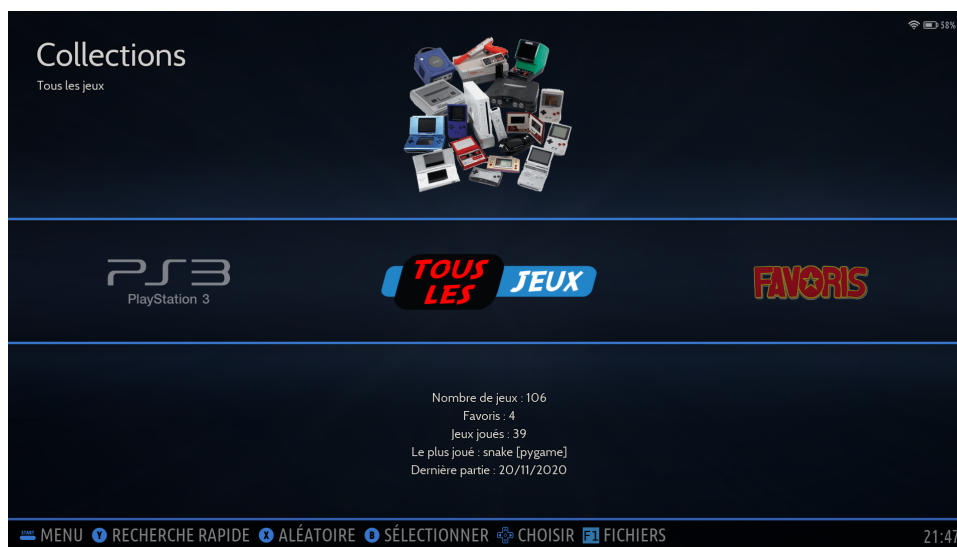 58%
Collections
Tous les jeux
PS3
PlayStation 3
TOUS
LES
JEUX
FAVORIS
Nombre de jeux : 106
Favoris : 4
Jeux joués : 39
Le plus joué : snake [pygame]
Dernière partie : 20/11/2020
START MENU Y RECHERCHE RAPIDE X ALÉATOIRE B SÉLECTIONNER CHOISIR F1 FICHIERS
21:47